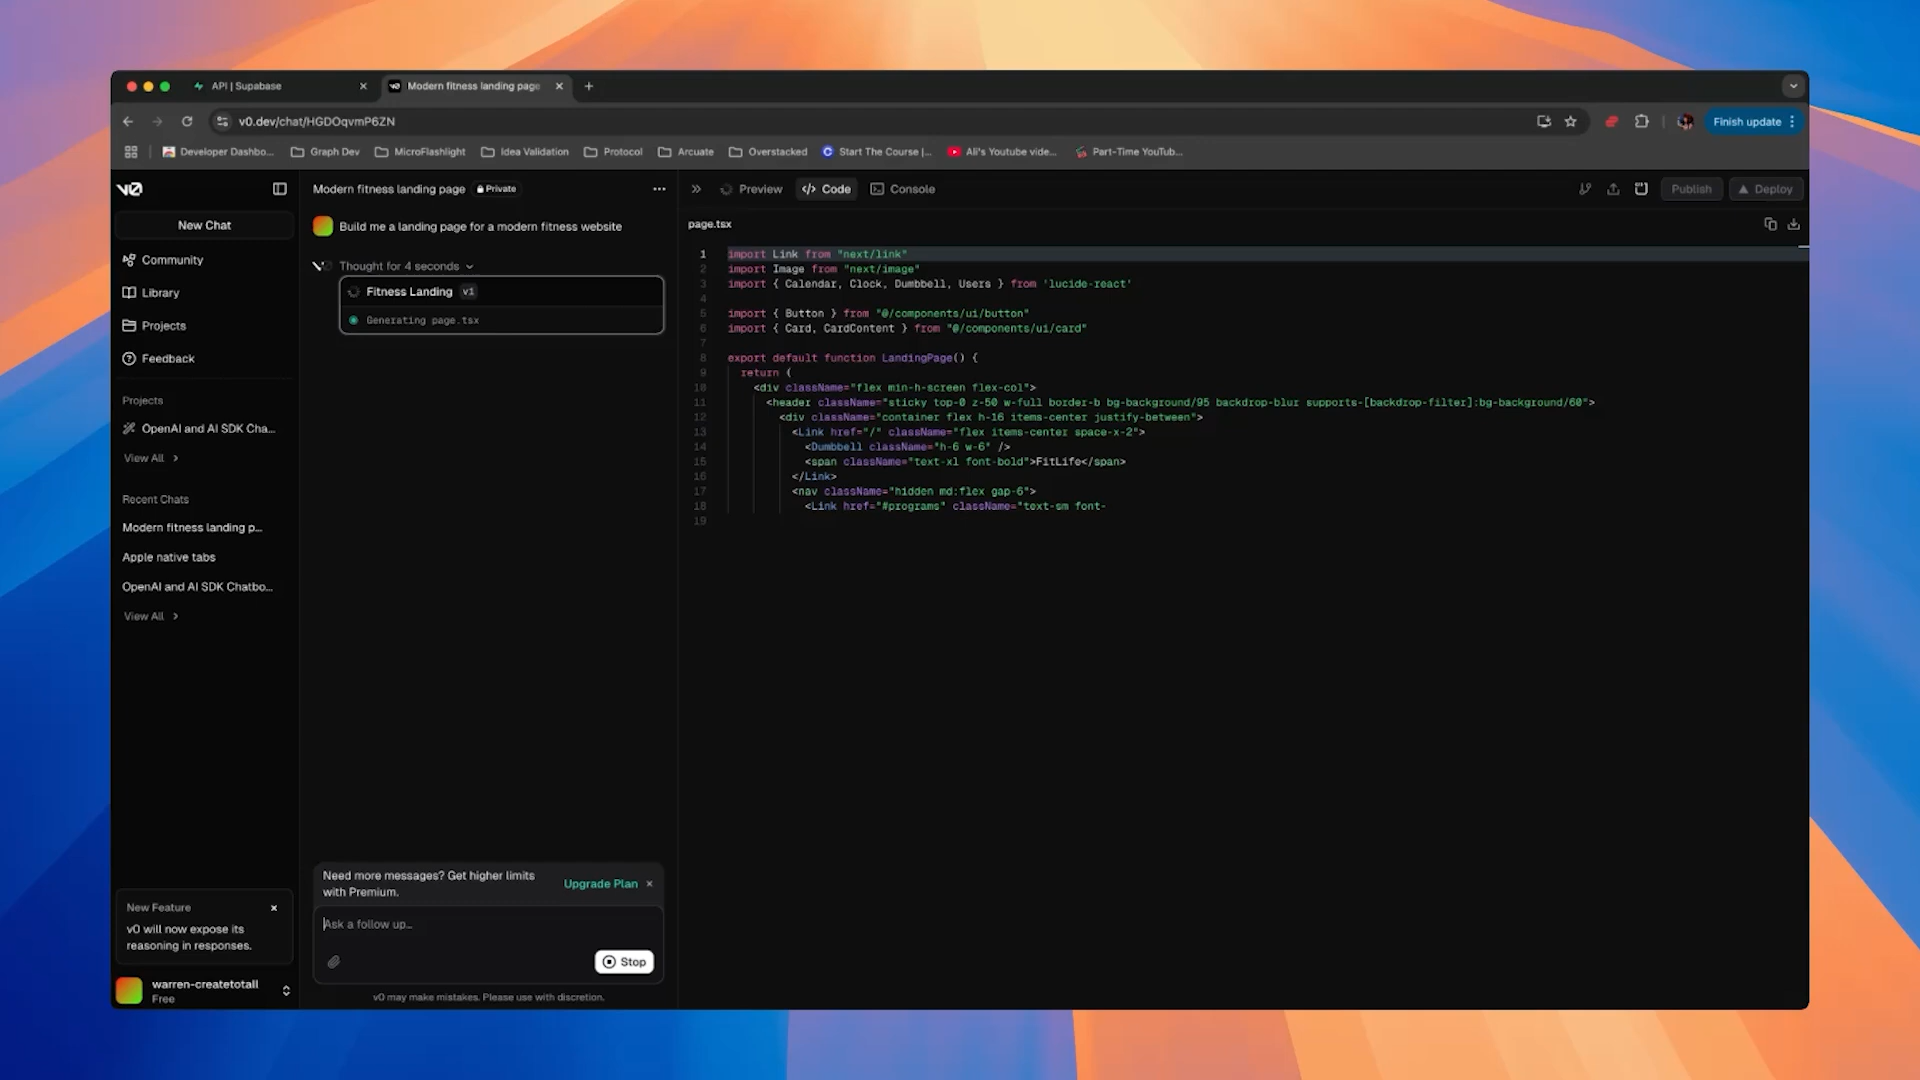 API | Supabase
Modern fitness landing page
v0.dev/chat/HGDOqvmP6ZN
Finish update
Developer Dashbo...
Graph Dev
MicroFlashlight
Idea Validation
Protocol
Arcuate
Overstacked
Start The Course |...
Ali's Youtube vide...
Part-Time YouTub...
v0
New Chat
Community
Library
Projects
Feedback
Projects
OpenAI and AI SDK Cha...
View All
Recent Chats
Modern fitness landing p...
Apple native tabs
OpenAI and AI SDK Chatbo...
View All
New Feature
v0 will now expose its
reasoning in responses.
warren-createtotall
Free
Modern fitness landing page Private
Build me a landing page for a modern fitness website
Thought for 4 seconds
Fitness Landing v1
Generating page.tsx
Need more messages? Get higher limits
with Premium.
Upgrade Plan
Ask a follow up...
Stop
v0 may make mistakes. Please use with discretion.
Preview
</> Code
Console
Publish
Deploy
page.tsx
1 import Link from "next/link"
2 import Image from "next/image"
3 import { Calendar, Clock, Dumbbell, Users } from 'lucide-react'
4
5 import { Button } from "@/components/ui/button"
6 import { Card, CardContent } from "@/components/ui/card"
7
8 export default function LandingPage() {
9 return (
10 <div className="flex min-h-screen flex-col">
11 <header className="sticky top-0 z-50 w-full border-b bg-background/95 backdrop-blur supports-[backdrop-filter]:bg-background/60">
12 <div className="container flex h-16 items-center justify-between">
13 <Link href="/" className="flex items-center space-x-2">
14 <Dumbbell className="h-6 w-6" />
15 <span className="text-xl font-bold">FitLife</span>
16 </Link>
17 <nav className="hidden md:flex gap-6">
18 <Link href="#programs" className="text-sm font-
19